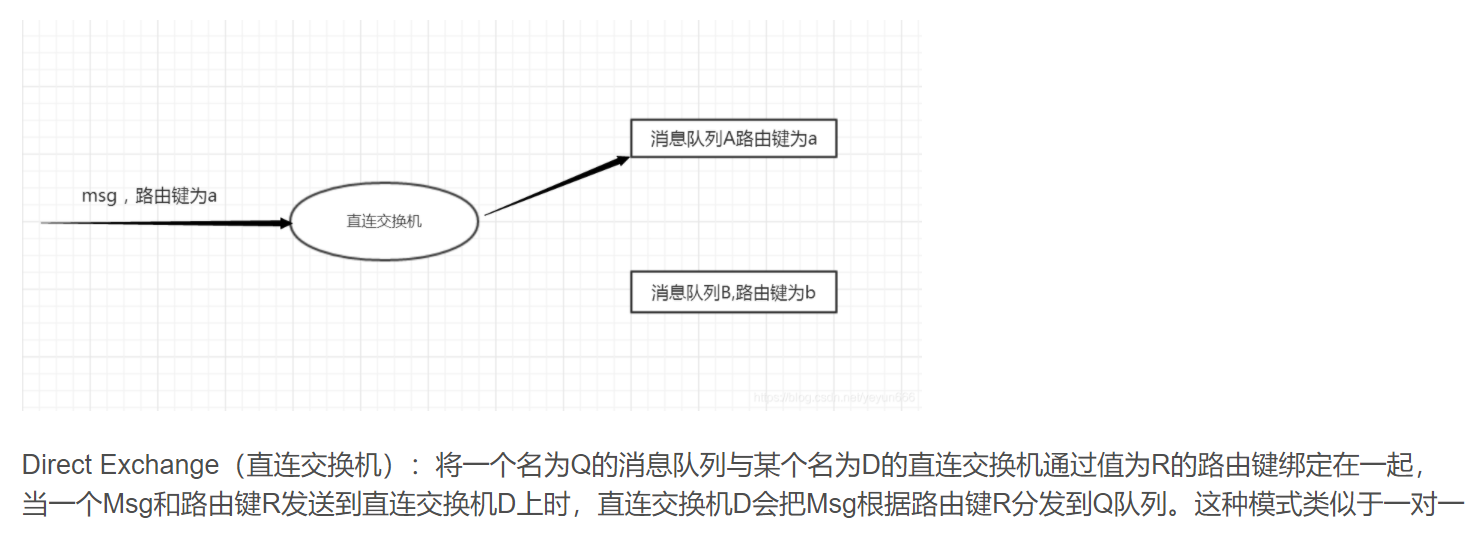 消息队列A路由键为a
msg，路由键为a
直连交换机
消息队列B,路由键为b
https://blog.csdn.net/yeyun666
Direct Exchange（直连交换机）：将一个名为Q的消息队列与某个名为D的直连交换机通过值为R的路由键绑定在一起，
当一个Msg和路由键R发送到直连交换机D上时，直连交换机D会把Msg根据路由键R分发到Q队列。这种模式类似于一对一